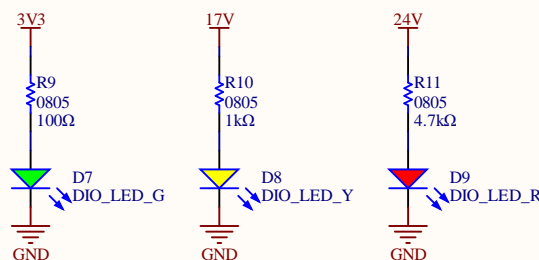 3V3
R9
0805
100Ω
D7
DIO_LED_G
GND
17V
R10
0805
1kΩ
D8
DIO_LED_Y
GND
24V
R11
0805
4.7kΩ
D9
DIO_LED_R
GND